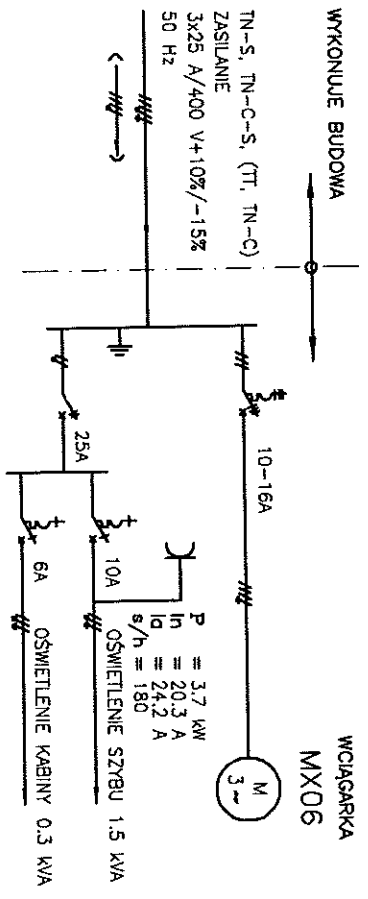 WYKONUJE BUDOWA
TN-S, TN-C-S, (TT, TN-C)
ZASILANIE
3x25 A/400 V+10%/-15%
50 Hz
10-16A
WCIĄGARKA
MX06
M
3~
P = 3.7 kW
In = 20.3 A
Ia = 24.2 A
s/h = 180
25A
10A
OŚWIETLENIE SZYBU 1.5 kVA
6A
OŚWIETLENIE KABINY 0.3 kVA